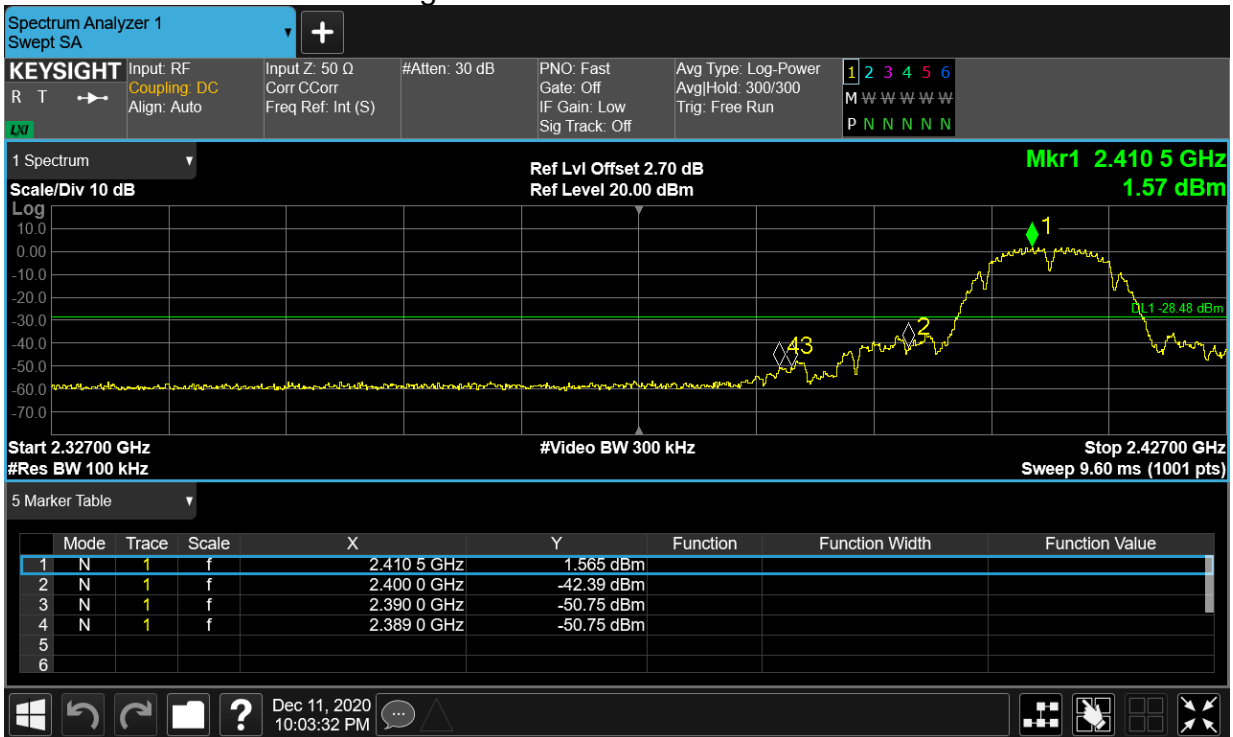 Spectrum Analyzer 1
Swept SA
+
KEYSIGHT Input: RF Input Z: 50 Ω #Atten: 30 dB PNO: Fast Avg Type: Log-Power 1 2 3 4 5 6
R T Coupling: DC Corr CCorr Gate: Off Avg|Hold: 300/300 M W W W W W
Align: Auto Freq Ref: Int (S) IF Gain: Low Trig: Free Run
LXI Sig Track: Off P N N N N N
1 Spectrum Ref Lvl Offset 2.70 dB Mkr1 2.410 5 GHz
Scale/Div 10 dB Ref Level 20.00 dBm 1.57 dBm
Log
10.0 1
0.00
-10.0
-20.0
DL1 -28.48 dBm
-30.0 2
-40.0 4 3
-50.0
-60.0
-70.0
Start 2.32700 GHz #Video BW 300 kHz Stop 2.42700 GHz
#Res BW 100 kHz Sweep 9.60 ms (1001 pts)
5 Marker Table
Mode Trace Scale X Y Function Function Width Function Value
1 N 1 f 2.410 5 GHz 1.565 dBm
2 N 1 f 2.400 0 GHz -42.39 dBm
3 N 1 f 2.390 0 GHz -50.75 dBm
4 N 1 f 2.389 0 GHz -50.75 dBm
5
6
? Dec 11, 2020
10:03:32 PM